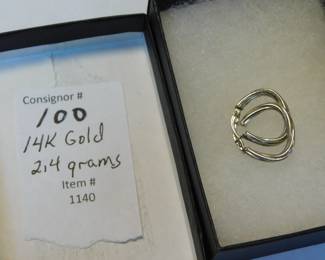 Consignor #
100
14K Gold
2.4 grams
Item #
1140